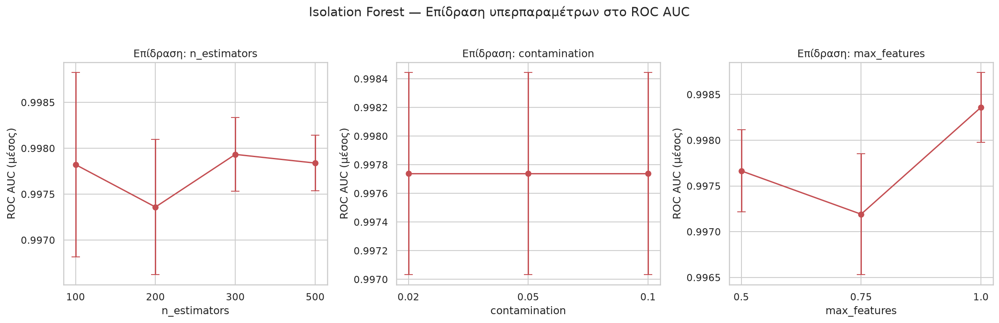 Isolation Forest — Επίδραση υπερπαραμέτρων στο ROC AUC
Επίδραση: n_estimators
ROC AUC (μέσος)
0.9985
0.9980
0.9975
0.9970
100 200 300 500
n_estimators
Επίδραση: contamination
ROC AUC (μέσος)
0.9984
0.9982
0.9980
0.9978
0.9976
0.9974
0.9972
0.9970
0.02 0.05 0.1
contamination
Επίδραση: max_features
ROC AUC (μέσος)
0.9985
0.9980
0.9975
0.9970
0.9965
0.5 0.75 1.0
max_features